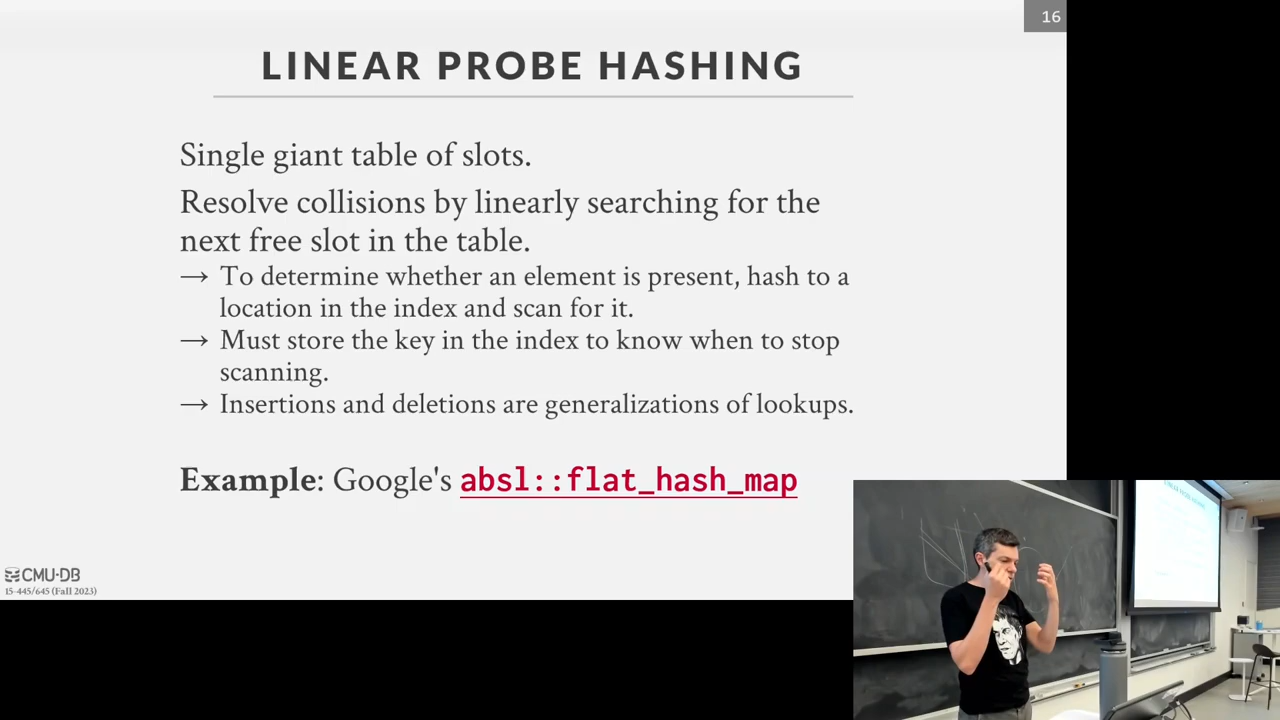 16
LINEAR PROBE HASHING
Single giant table of slots.
Resolve collisions by linearly searching for the
next free slot in the table.
→ To determine whether an element is present, hash to a
location in the index and scan for it.
→ Must store the key in the index to know when to stop
scanning.
→ Insertions and deletions are generalizations of lookups.
Example: Google's absl::flat_hash_map
CMU·DB
15-445/645 (Fall 2023)